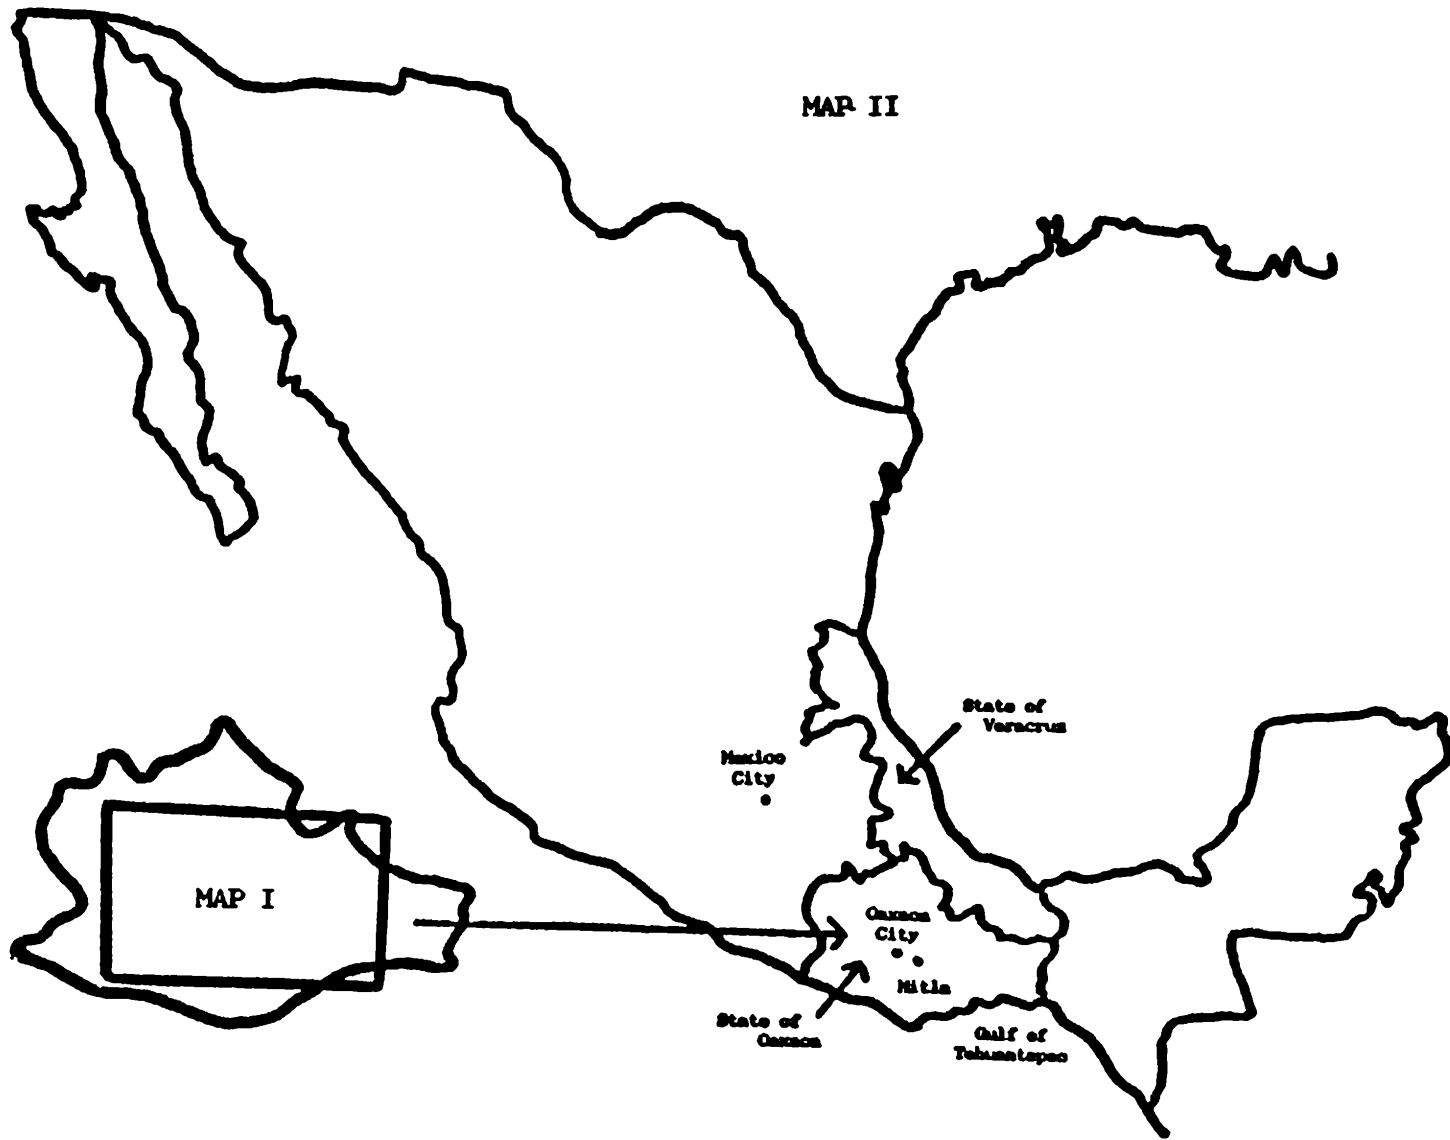 MAP II
State of
Veracruz
Mexico
City
MAP I
Oaxaca
City
Mitla
State of
Oaxaca
Gulf of
Tehuantepec